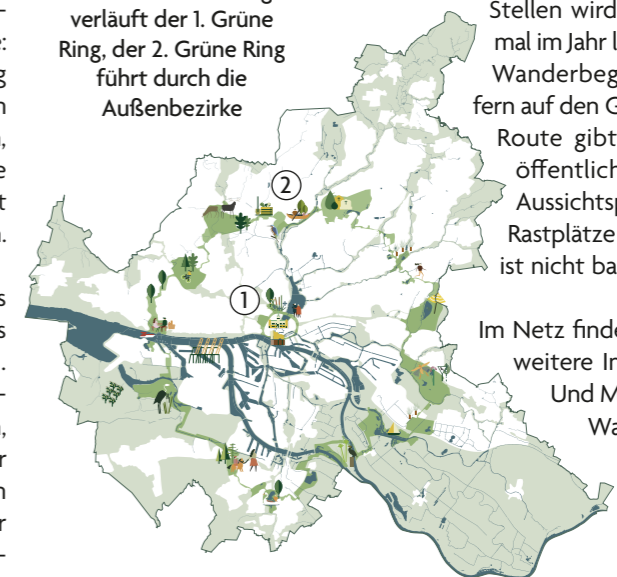 verläuft der 1. Grüne
Ring, der 2. Grüne Ring
führt durch die
Außenbezirke
2
1
Stellen wird
mal im Jahr
Wanderbeg
fern auf den G
Route gibt
öffentlich
Aussichtsp
Rastplätze
ist nicht ba
Im Netz finde
weitere In
Und M
Wa